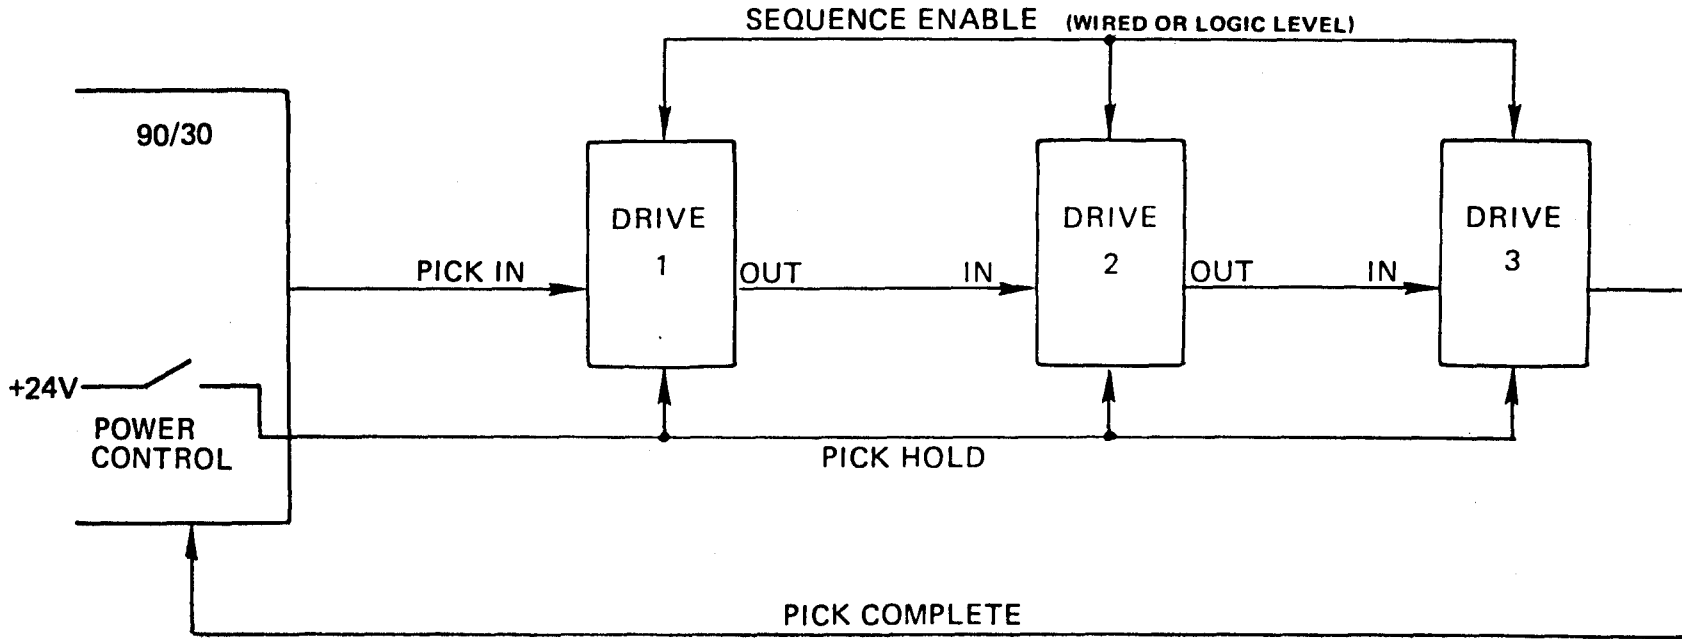 SEQUENCE ENABLE (WIRED OR LOGIC LEVEL)
90/30
DRIVE
1
DRIVE
2
DRIVE
3
PICK IN
OUT
IN
OUT
IN
+24V
POWER
CONTROL
PICK HOLD
PICK COMPLETE